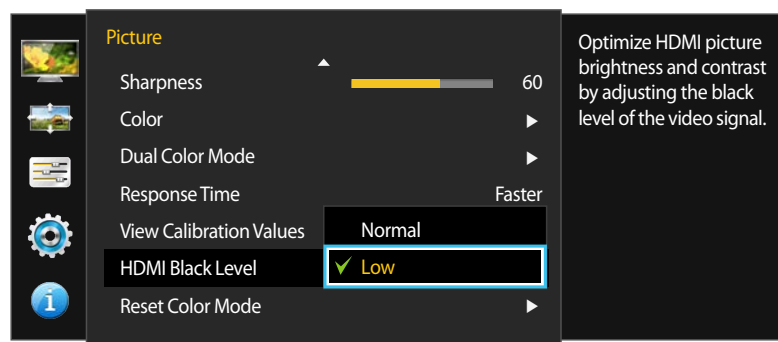 Picture
Sharpness 60
Color
Dual Color Mode
Response Time Faster
View Calibration Values Normal
HDMI Black Level Low
Reset Color Mode
Optimize HDMI picture
brightness and contrast
by adjusting the black
level of the video signal.